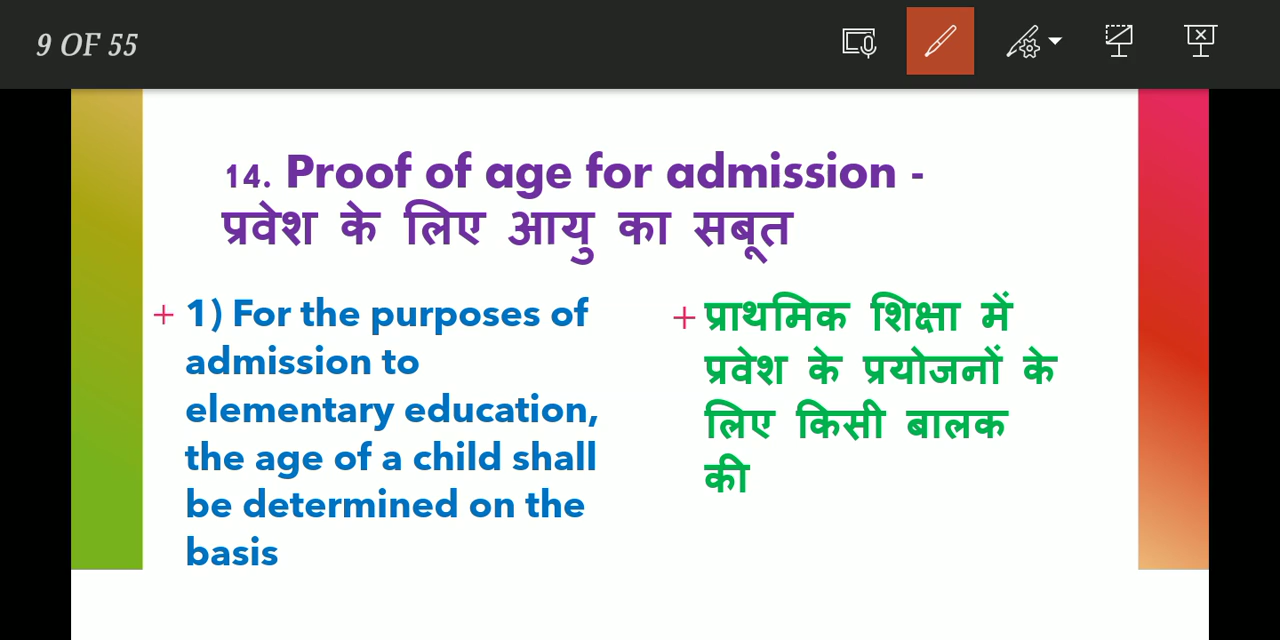 9 OF 55
14. Proof of age for admission -
प्रवेश के लिए आयु का सबूत
+ 1) For the purposes of
admission to
elementary education,
the age of a child shall
be determined on the
basis
+ प्राथमिक शिक्षा में
प्रवेश के प्रयोजनों के
लिए किसी बालक
की